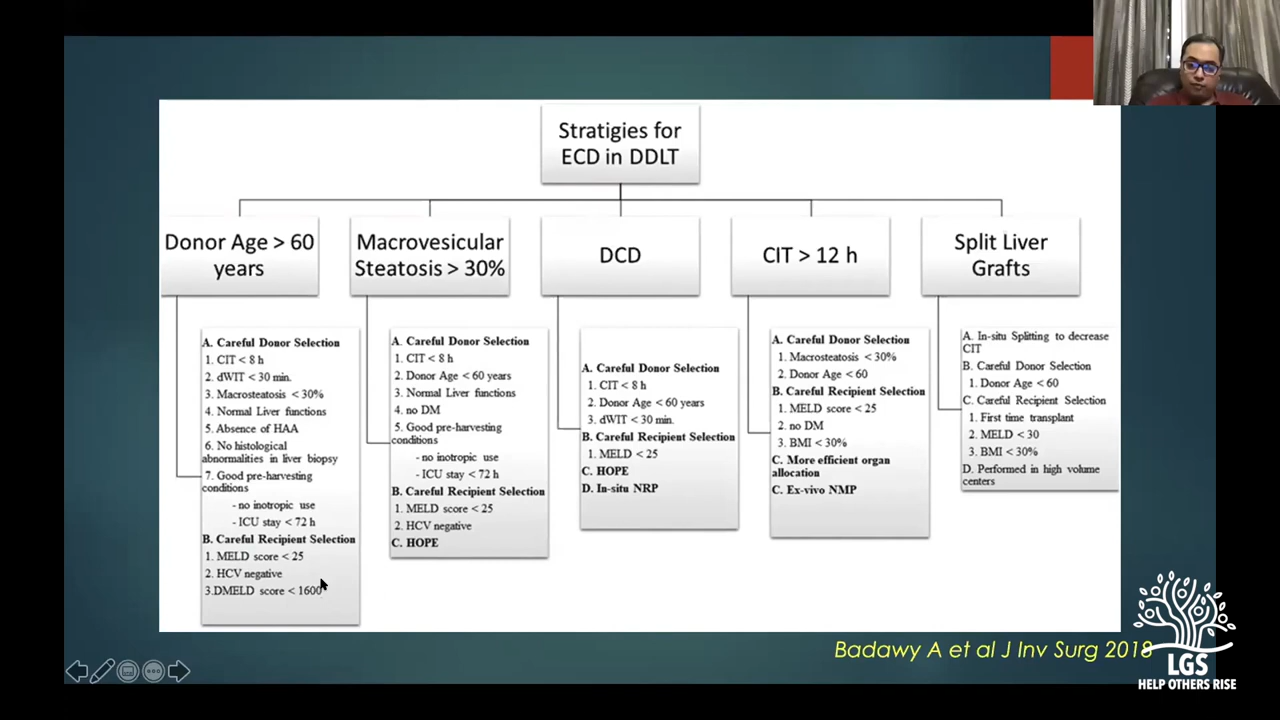 Stratigies for
ECD in DDLT
Donor Age > 60
years
A. Careful Donor Selection
1. CIT < 8 h
2. dWIT < 30 min.
3. Macrosteatosis < 30%
4. Normal Liver functions
5. Absence of HAA
6. No histological
abnormalities in liver biopsy
7. Good pre-harvesting
conditions
- no inotropic use
- ICU stay < 72 h
B. Careful Recipient Selection
1. MELD score < 25
2. HCV negative
3.DMELD score < 1600
Macrovesicular
Steatosis > 30%
A. Careful Donor Selection
1. CIT < 8 h
2. Donor Age < 60 years
3. Normal Liver functions
4. no DM
5. Good pre-harvesting
conditions
- no inotropic use
- ICU stay < 72 h
B. Careful Recipient Selection
1. MELD score < 25
2. HCV negative
C. HOPE
DCD
A. Careful Donor Selection
1. CIT < 8 h
2. Donor Age < 60 years
3. dWIT < 30 min.
B. Careful Recipient Selection
1. MELD < 25
C. HOPE
D. In-situ NRP
CIT > 12 h
A. Careful Donor Selection
1. Macrosteatosis < 30%
2. Donor Age < 60
B. Careful Recipient Selection
1. MELD score < 25
2. no DM
3. BMI < 30%
C. More efficient organ
allocation
C. Ex-vivo NMP
Split Liver
Grafts
A. In-situ Splitting to decrease
CIT
B. Careful Donor Selection
1. Donor Age < 60
C. Careful Recipient Selection
1. First time transplant
2. MELD < 30
3. BMI < 30%
D. Performed in high volume
centers
Badawy A et al J Inv Surg 2018
LGS
HELP OTHERS RISE